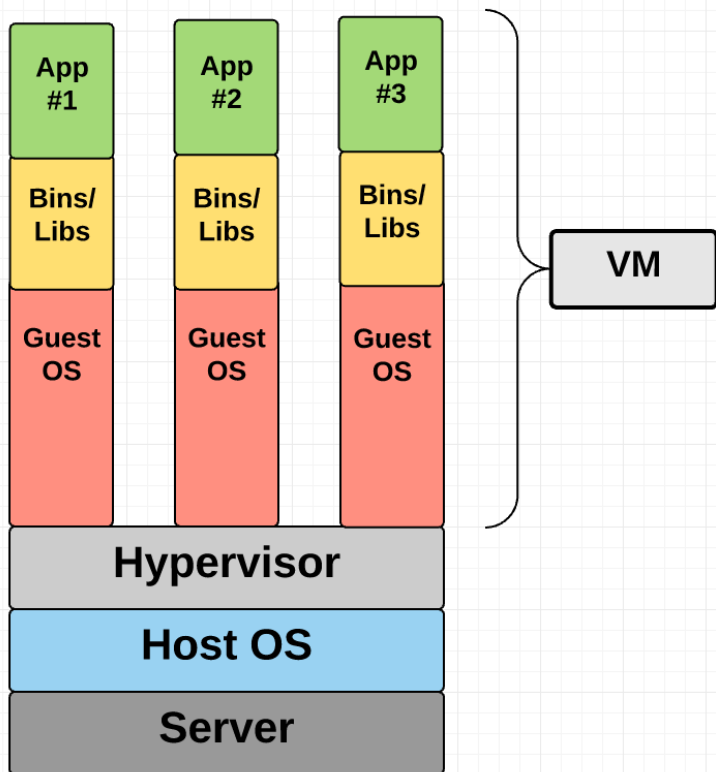 App
#1
App
#2
App
#3
Bins/
Libs
Bins/
Libs
Bins/
Libs
VM
Guest
OS
Guest
OS
Guest
OS
Hypervisor
Host OS
Server